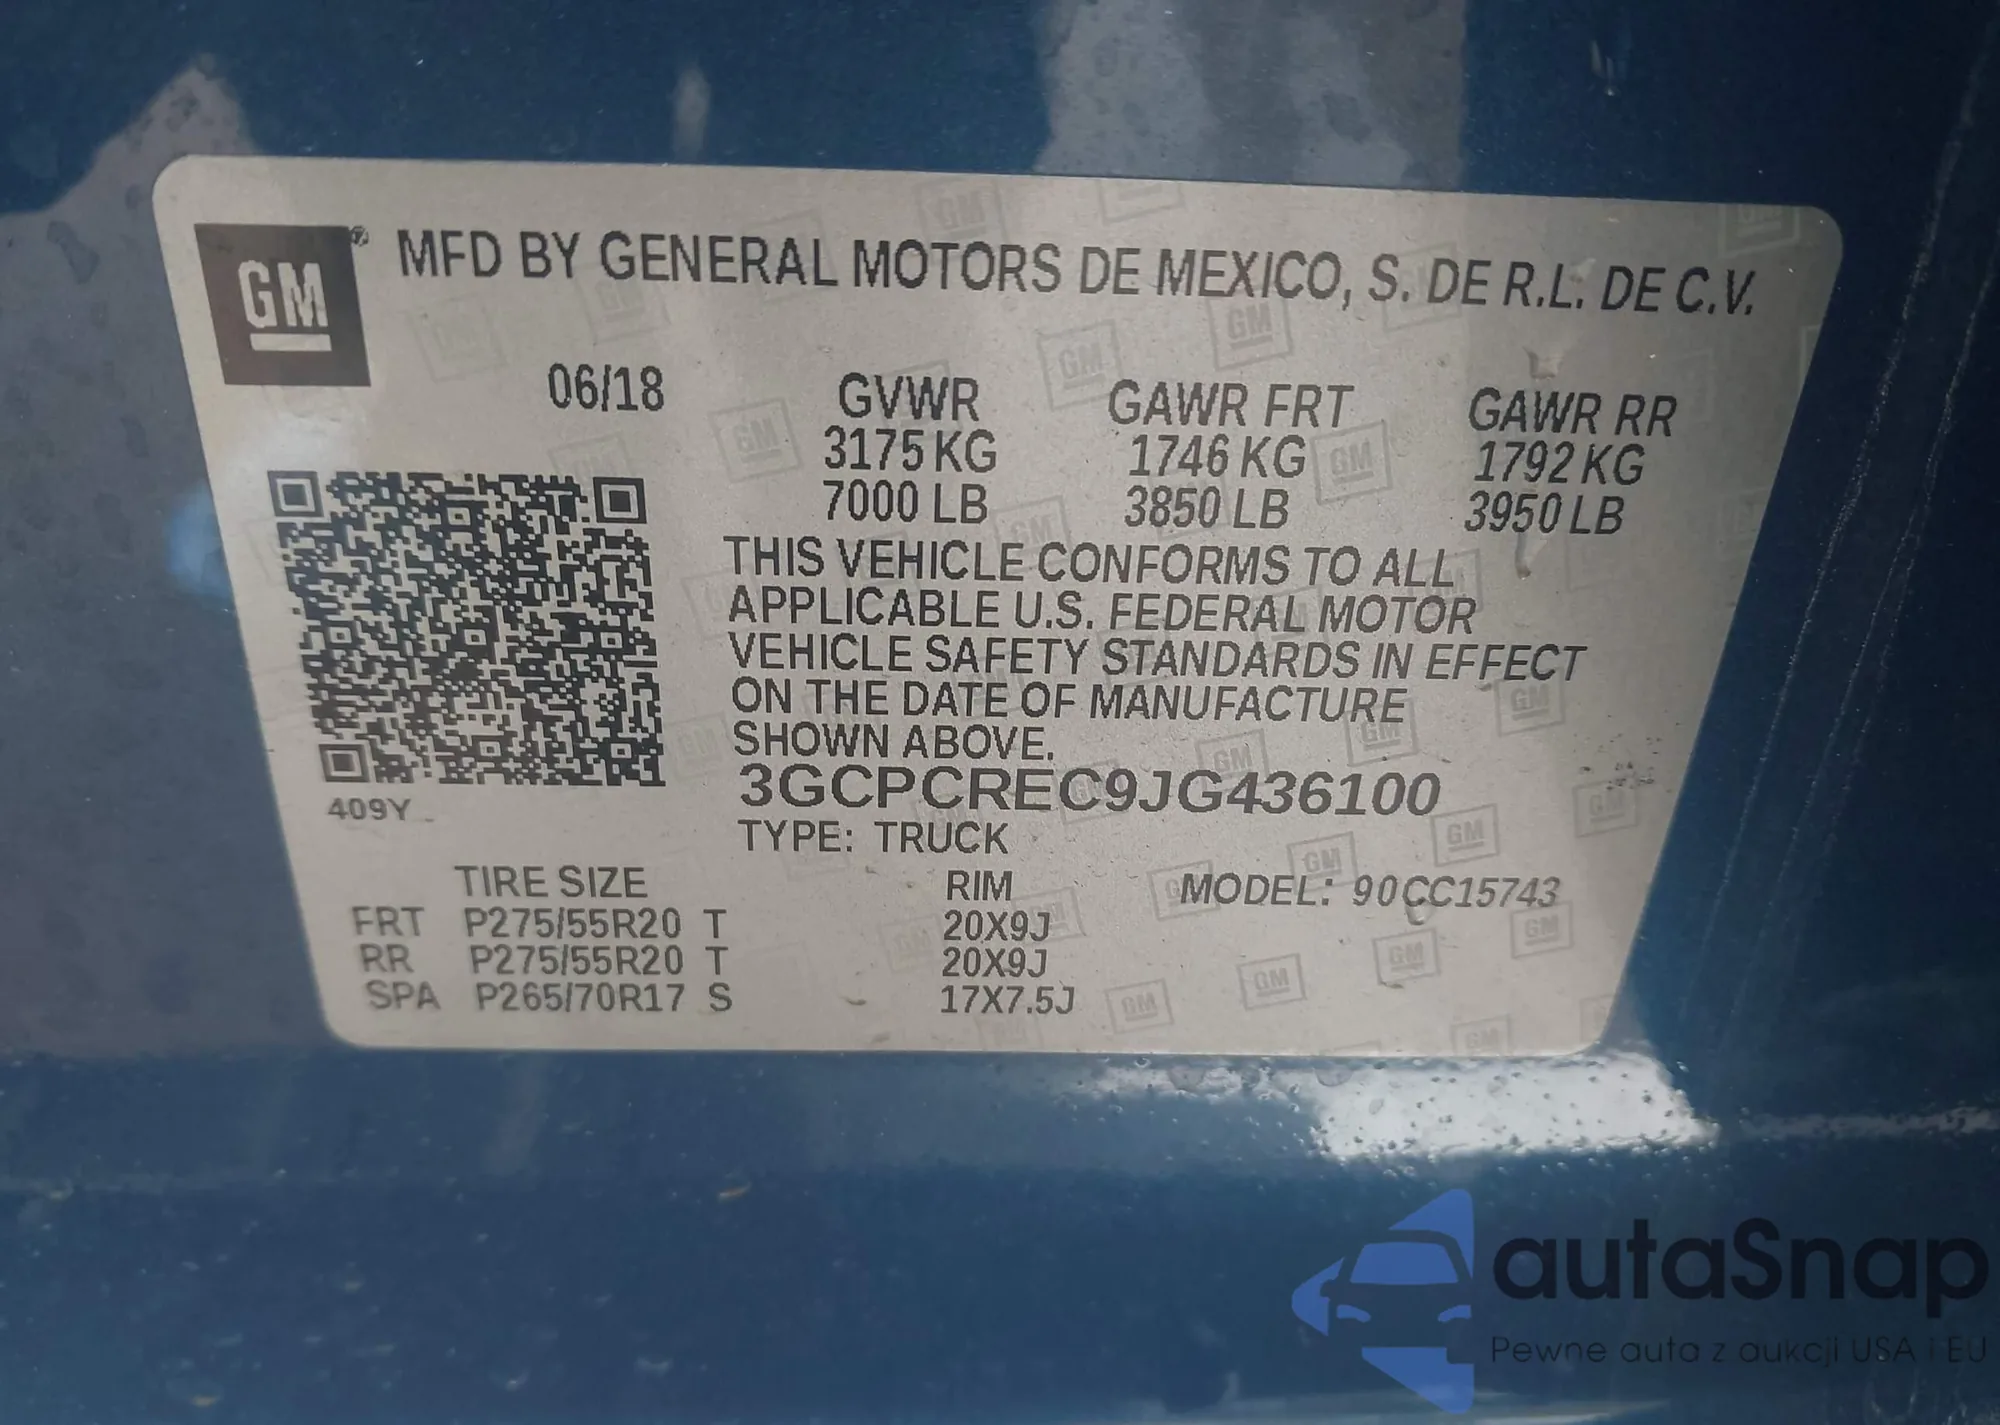 GM® MFD BY GENERAL MOTORS DE MEXICO, S. DE R.L. DE C.V.
06/18 GVWR GAWR FRT GAWR RR
3175 KG 1746 KG 1792 KG
7000 LB 3850 LB 3950 LB
THIS VEHICLE CONFORMS TO ALL
APPLICABLE U.S. FEDERAL MOTOR
VEHICLE SAFETY STANDARDS IN EFFECT
ON THE DATE OF MANUFACTURE
SHOWN ABOVE.
3GCPCREC9JG436100
409Y
TYPE: TRUCK
TIRE SIZE RIM MODEL: 90CC15743
FRT P275/55R20 T 20X9J
RR P275/55R20 T 20X9J
SPA P265/70R17 S 17X7.5J
autaSnap
Pewne auta z aukcji USA i EU